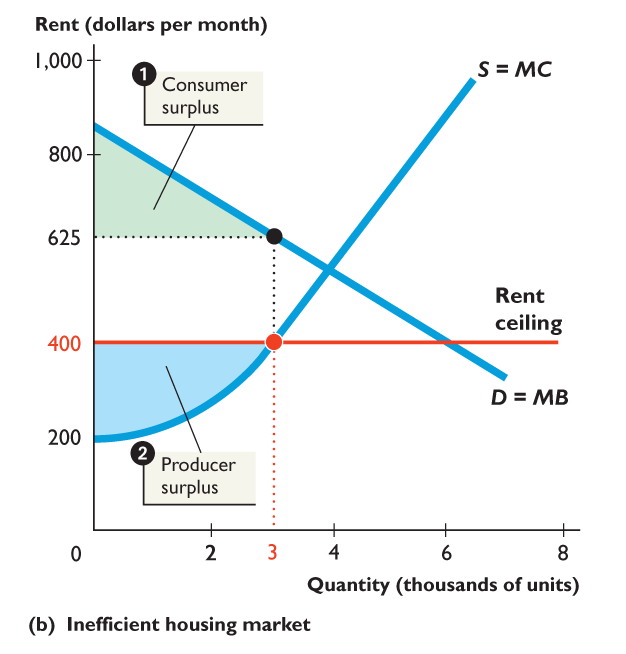 Rent (dollars per month)
1,000
S = MC
1
Consumer
surplus
800
625
Rent
ceiling
400
D = MB
200
2
Producer
surplus
0
2
3
4
6
8
Quantity (thousands of units)
(b) Inefficient housing market